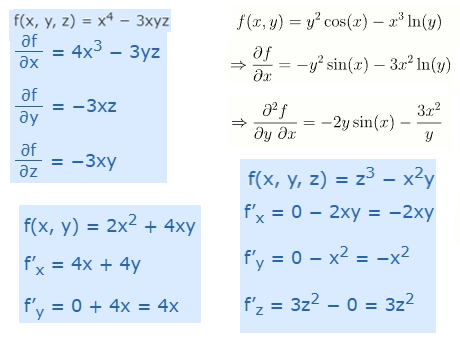 f(x, y, z) = x⁴ − 3xyz
∂f/∂x = 4x³ − 3yz
∂f/∂y = −3xz
∂f/∂z = −3xy
f(x, y) = y² cos(x) − x³ ln(y)
⇒ ∂f/∂x = −y² sin(x) − 3x² ln(y)
⇒ ∂²f/∂y ∂x = −2y sin(x) − 3x²/y
f(x, y) = 2x² + 4xy
f′ₓ = 4x + 4y
f′y = 0 + 4x = 4x
f(x, y, z) = z³ − x²y
f′ₓ = 0 − 2xy = −2xy
f′y = 0 − x² = −x²
f′z = 3z² − 0 = 3z²